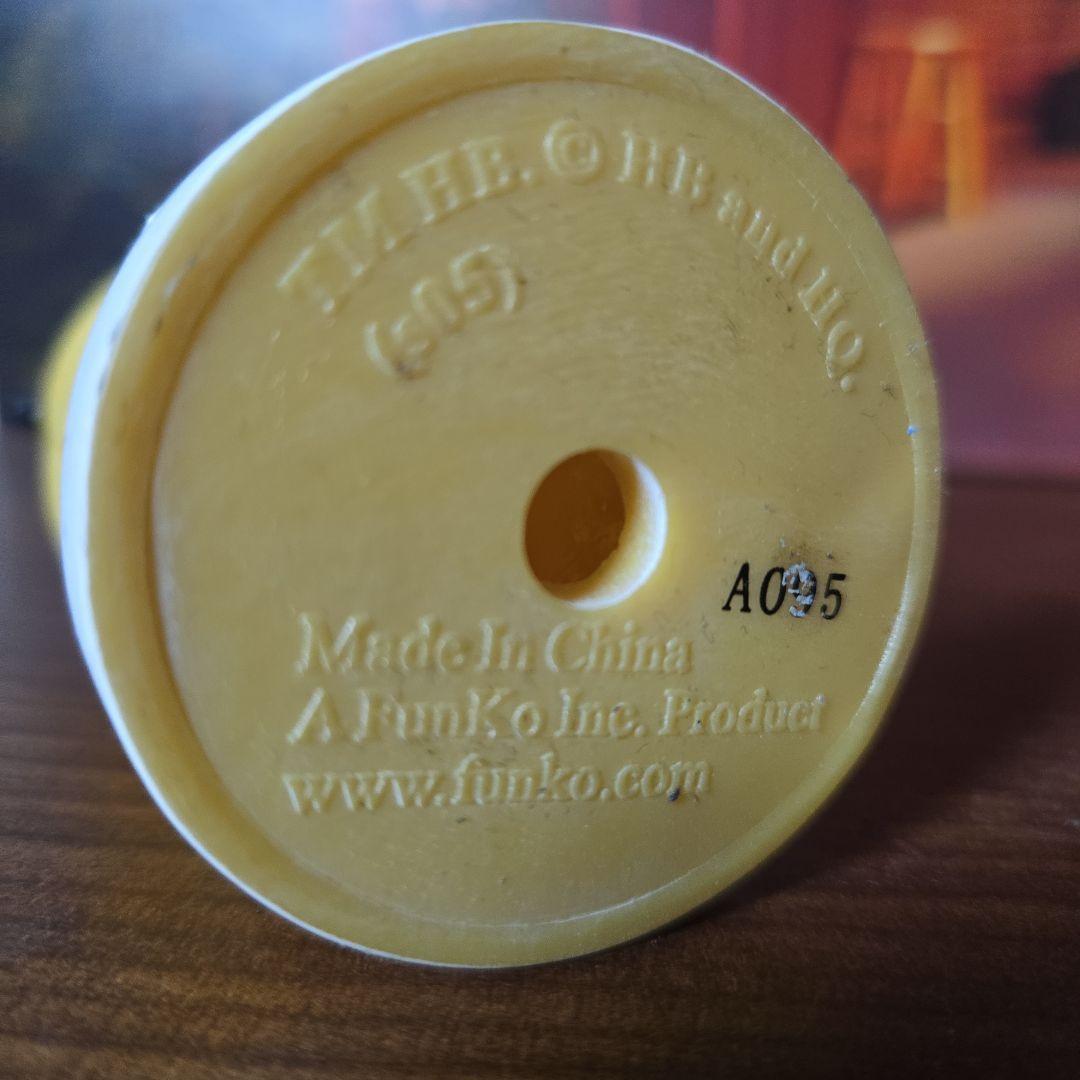 TM HB. © HB and HQ.
(s05)
A095
Made In China
A FunKo Inc. Product
www.funko.com